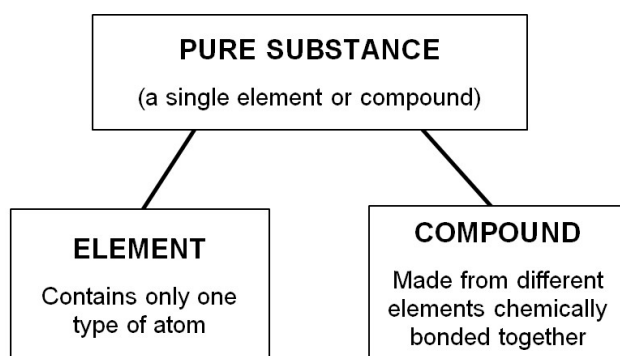 PURE SUBSTANCE
(a single element or compound)
ELEMENT
Contains only one
type of atom
COMPOUND
Made from different
elements chemically
bonded together